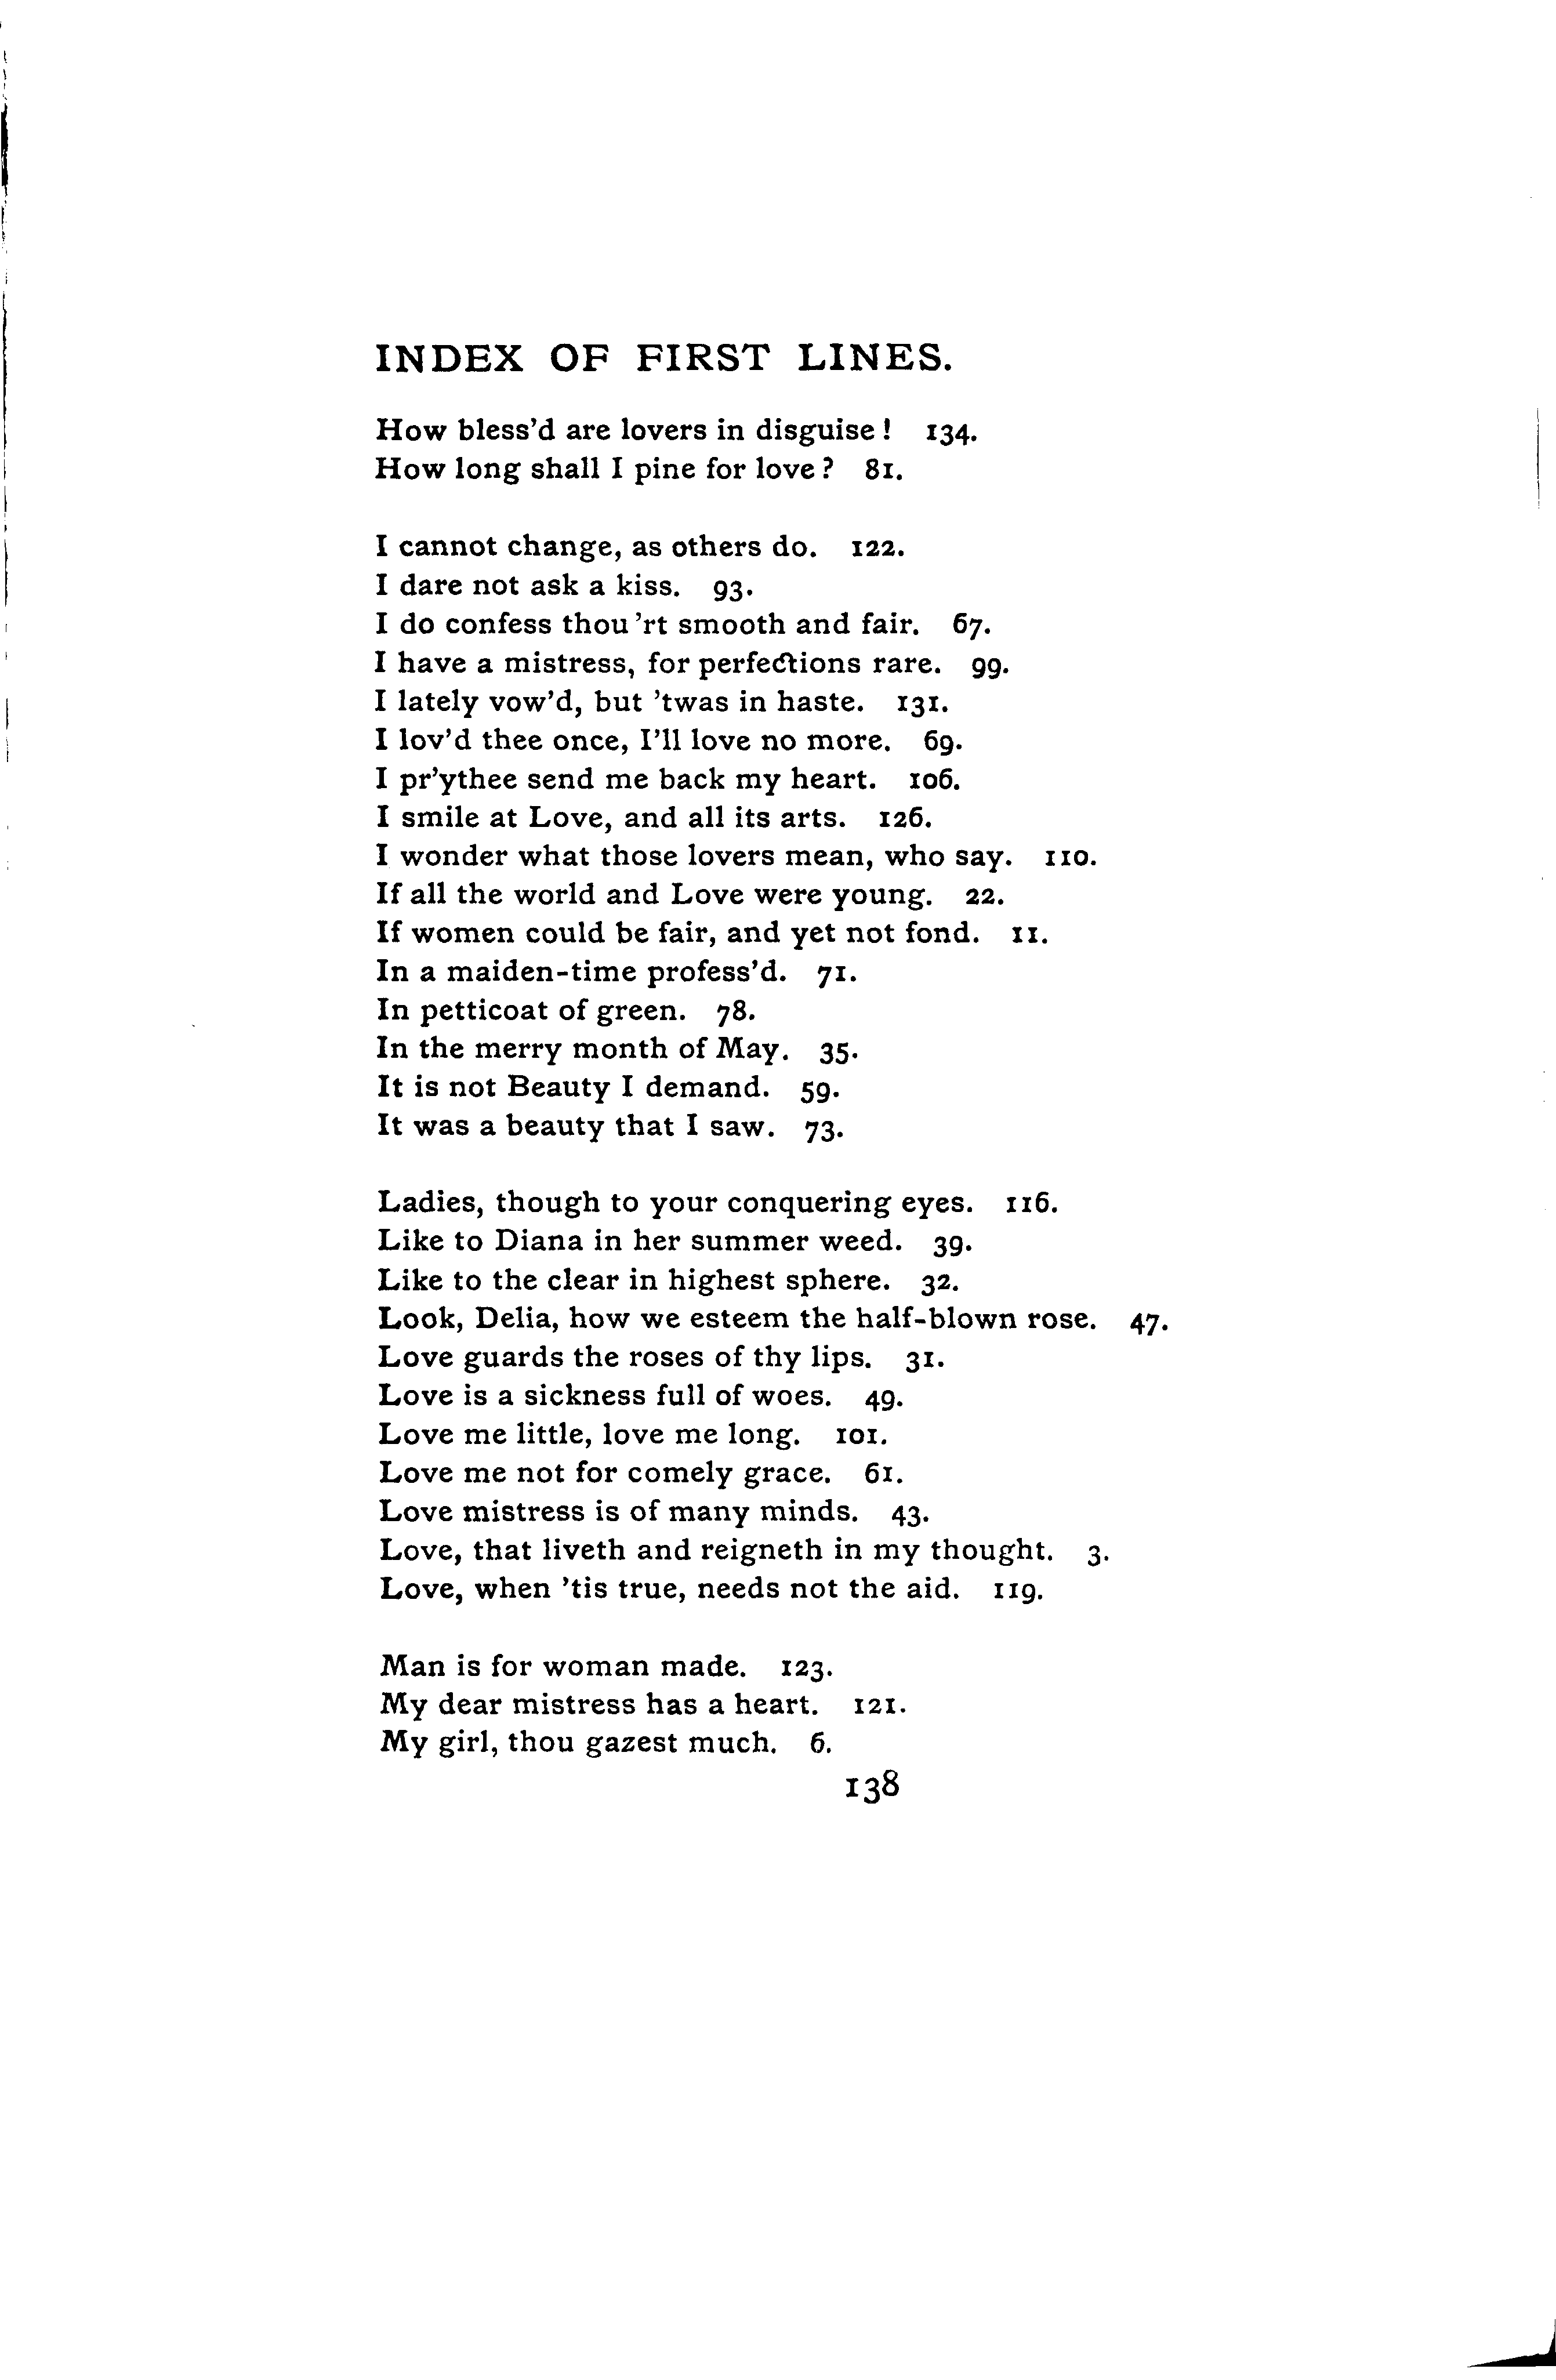 INDEX OF FIRST LINES.
How bless'd are lovers in disguise! 134.
How long shall I pine for love? 81.
I cannot change, as others do. 122.
I dare not ask a kiss. 93.
I do confess thou 'rt smooth and fair. 67.
I have a mistress, for perfections rare. 99.
I lately vow'd, but 'twas in haste. 131.
I lov'd thee once, I'll love no more. 69.
I pr'ythee send me back my heart. 106.
I smile at Love, and all its arts. 126.
I wonder what those lovers mean, who say. 110.
If all the world and Love were young. 22.
If women could be fair, and yet not fond. 11.
In a maiden-time profess'd. 71.
In petticoat of green. 78.
In the merry month of May. 35.
It is not Beauty I demand. 59.
It was a beauty that I saw. 73.
Ladies, though to your conquering eyes. 116.
Like to Diana in her summer weed. 39.
Like to the clear in highest sphere. 32.
Look, Delia, how we esteem the half-blown rose. 47.
Love guards the roses of thy lips. 31.
Love is a sickness full of woes. 49.
Love me little, love me long. 101.
Love me not for comely grace. 61.
Love mistress is of many minds. 43.
Love, that liveth and reigneth in my thought. 3.
Love, when 'tis true, needs not the aid. 119.
Man is for woman made. 123.
My dear mistress has a heart. 121.
My girl, thou gazest much. 6.
138